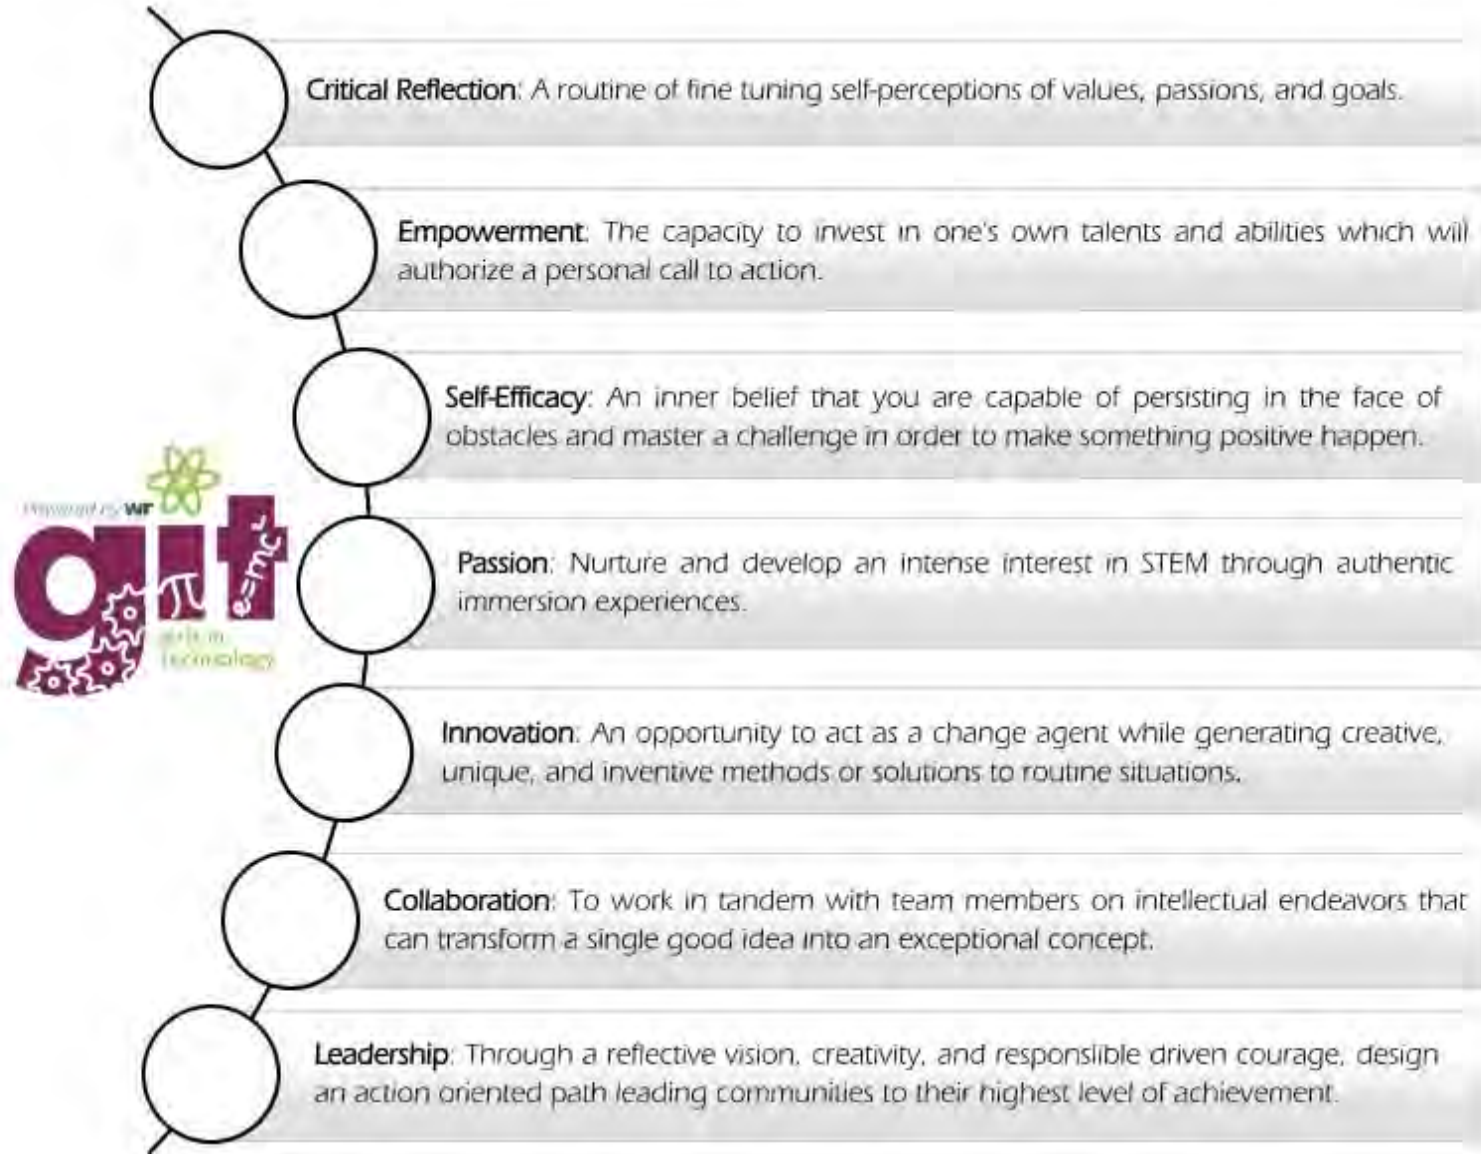 Critical Reflection: A routine of fine tuning self-perceptions of values, passions, and goals.
Empowerment: The capacity to invest in one's own talents and abilities which will
authorize a personal call to action.
Self-Efficacy: An inner belief that you are capable of persisting in the face of
obstacles and master a challenge in order to make something positive happen.
wr
git
π
e=mc²
girls in
technology
Passion: Nurture and develop an intense interest in STEM through authentic
immersion experiences.
Innovation: An opportunity to act as a change agent while generating creative,
unique, and inventive methods or solutions to routine situations.
Collaboration: To work in tandem with team members on intellectual endeavors that
can transform a single good idea into an exceptional concept.
Leadership: Through a reflective vision, creativity, and responslible driven courage, design
an action oriented path leading communities to their highest level of achievement.